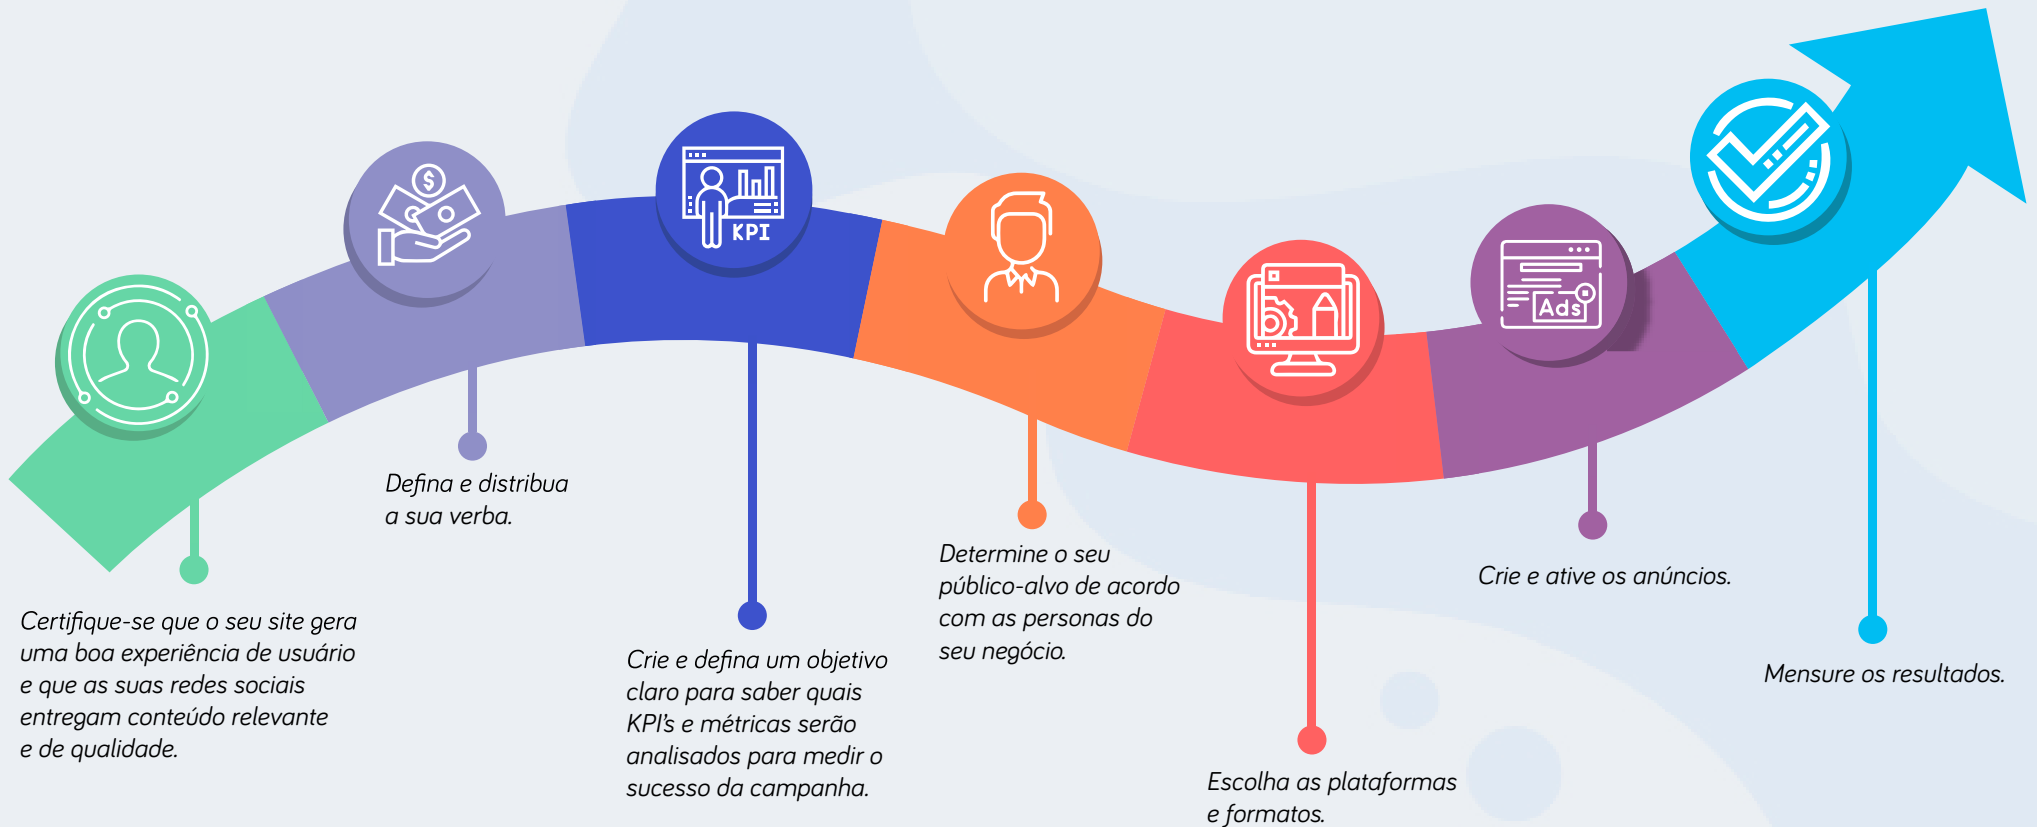 KPI
Ads
$
Certifique-se que o seu site gera
uma boa experiência de usuário
e que as suas redes sociais
entregam conteúdo relevante
e de qualidade.
Defina e distribua
a sua verba.
Crie e defina um objetivo
claro para saber quais
KPI's e métricas serão
analisados para medir o
sucesso da campanha.
Determine o seu
público-alvo de acordo
com as personas do
seu negócio.
Escolha as plataformas
e formatos.
Crie e ative os anúncios.
Mensure os resultados.